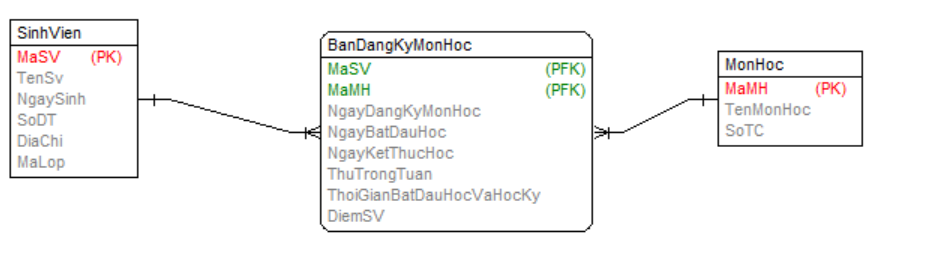 SinhVien
MaSV (PK)
TenSv
NgaySinh
SoDT
DiaChi
MaLop
BanDangKyMonHoc
MaSV (PFK)
MaMH (PFK)
NgayDangKyMonHoc
NgayBatDauHoc
NgayKetThucHoc
ThuTrongTuan
ThoiGianBatDauHocVaHocKy
DiemSV
MonHoc
MaMH (PK)
TenMonHoc
SoTC